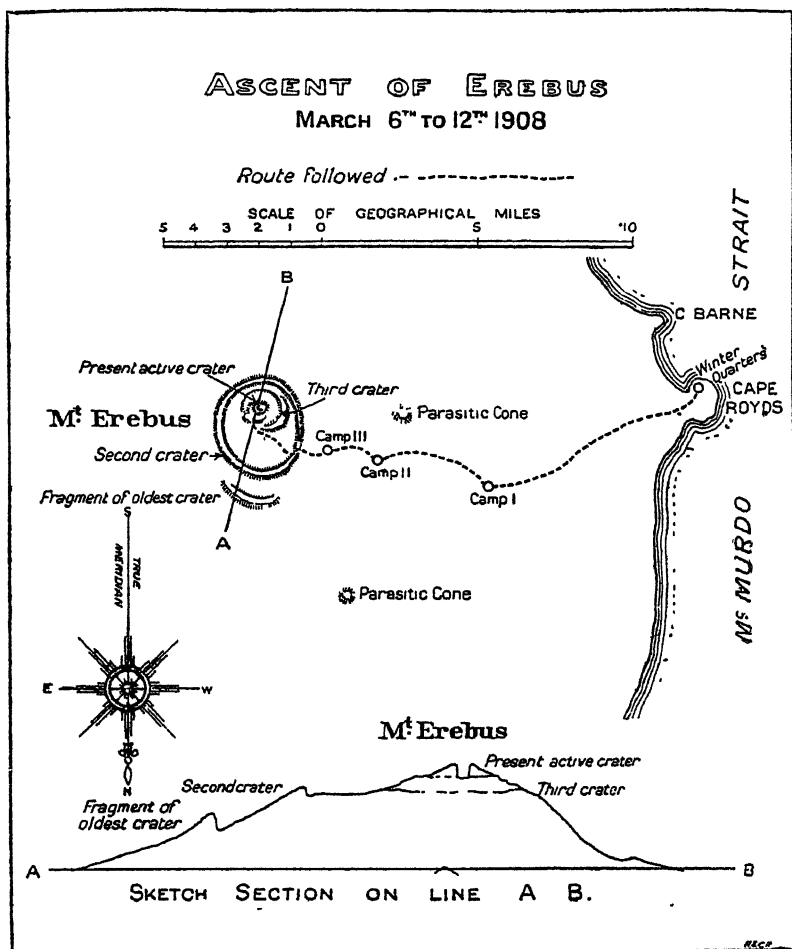 ASCENT OF EREBUS
MARCH 6TH TO 12TH 1908
Route followed
SCALE OF GEOGRAPHICAL MILES
5 4 3 2 1 0 5 10
B
STRAIT
C BARNE
Winter Quarters
CAPE ROYDS
Present active crater
Third crater
Mt. Erebus
Parasitic Cone
Second crater
Camp III
Camp II
Camp I
Fragment of oldest crater
A
S
TRUE MERIDIAN
Parasitic Cone
Mc MURDO
E W
N
Mt. Erebus
Present active crater
Second crater
Third crater
Fragment of
oldest crater
A B
SKETCH SECTION ON LINE A B.